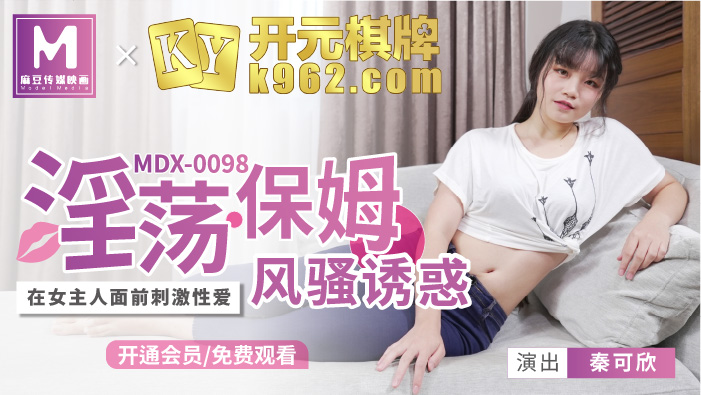 M
麻豆传媒映画
Model Media
×
KY
开元棋牌
k962.com
MDX-0098
淫荡·保姆
风骚诱惑
在女主人面前刺激性爱
开通会员/免费观看
演出 秦可欣